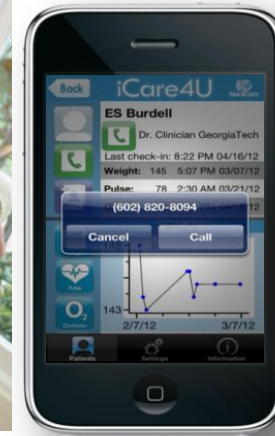 Back iCare4U
ES Burdell
Dr. Clinician GeorgiaTech
Last check-in: 8:22 PM 04/16/12
Weight: 145 5:07 PM 03/07/12
Pulse: 78 2:30 AM 03/21/12
(602) 820-8094
Cancel Call
Pulse
O2
143
2/7/12 3/7/12
Patients Settings Information